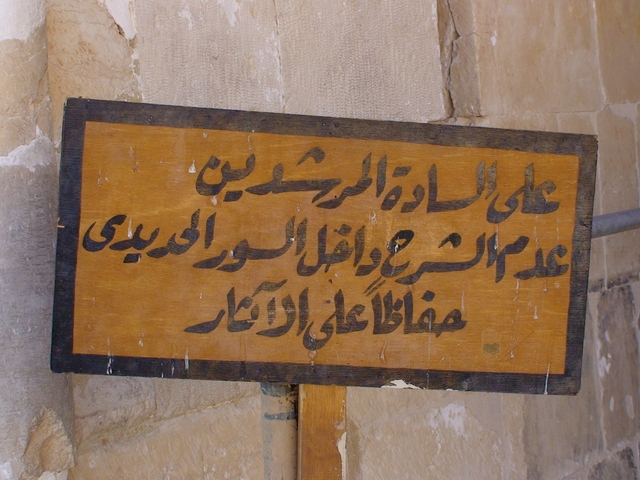 على السادة المرشدين
عدم الشرح داخل السور الحديدى
حفاظاً على الآثار